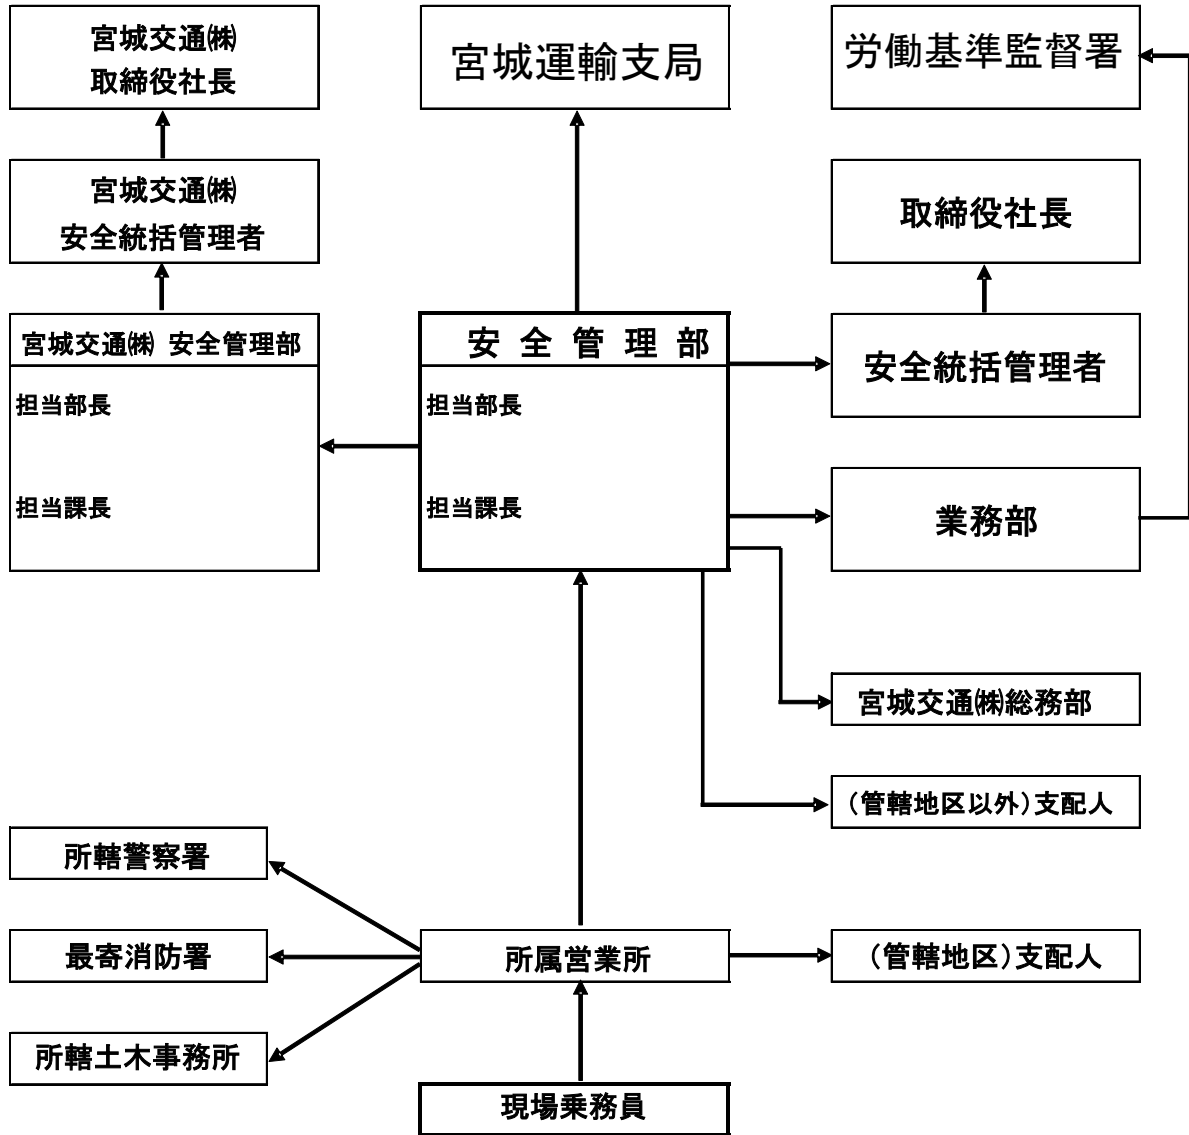 宮城交通㈱
取締役社長
宮城運輸支局
労働基準監督署
宮城交通㈱
安全統括管理者
取締役社長
宮城交通㈱ 安全管理部
担当部長
担当課長
安 全 管 理 部
担当部長
担当課長
安全統括管理者
業務部
宮城交通㈱総務部
（管轄地区以外）支配人
所轄警察署
最寄消防署
所属営業所
（管轄地区）支配人
所轄土木事務所
現場乗務員